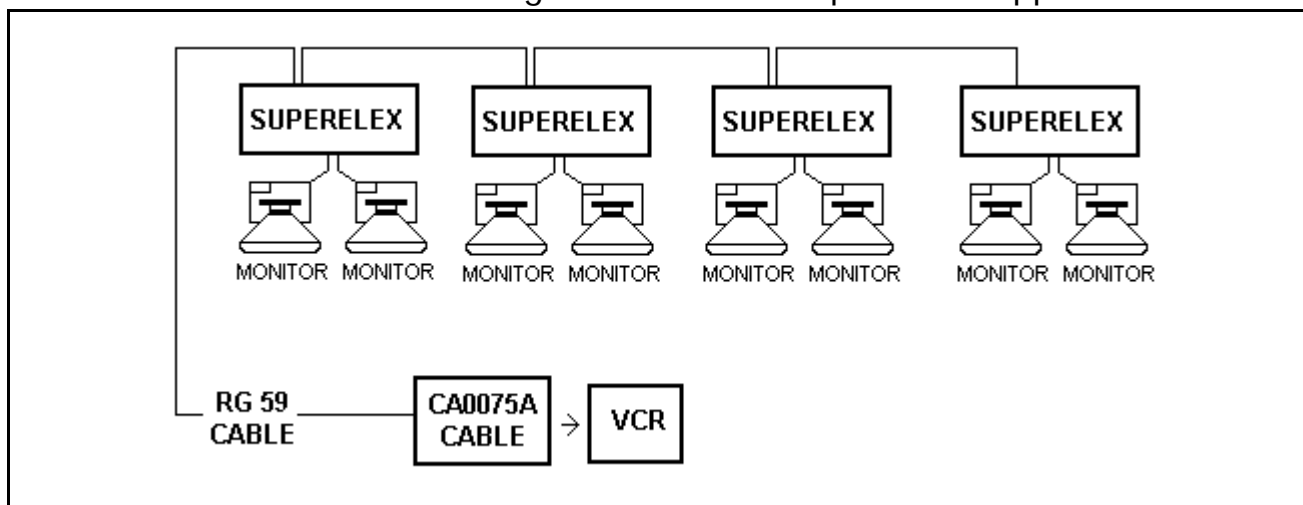 SUPERELEX SUPERELEX SUPERELEX SUPERELEX
MONITOR MONITOR MONITOR MONITOR MONITOR MONITOR MONITOR MONITOR
RG 59
CABLE
CA0075A
CABLE
VCR